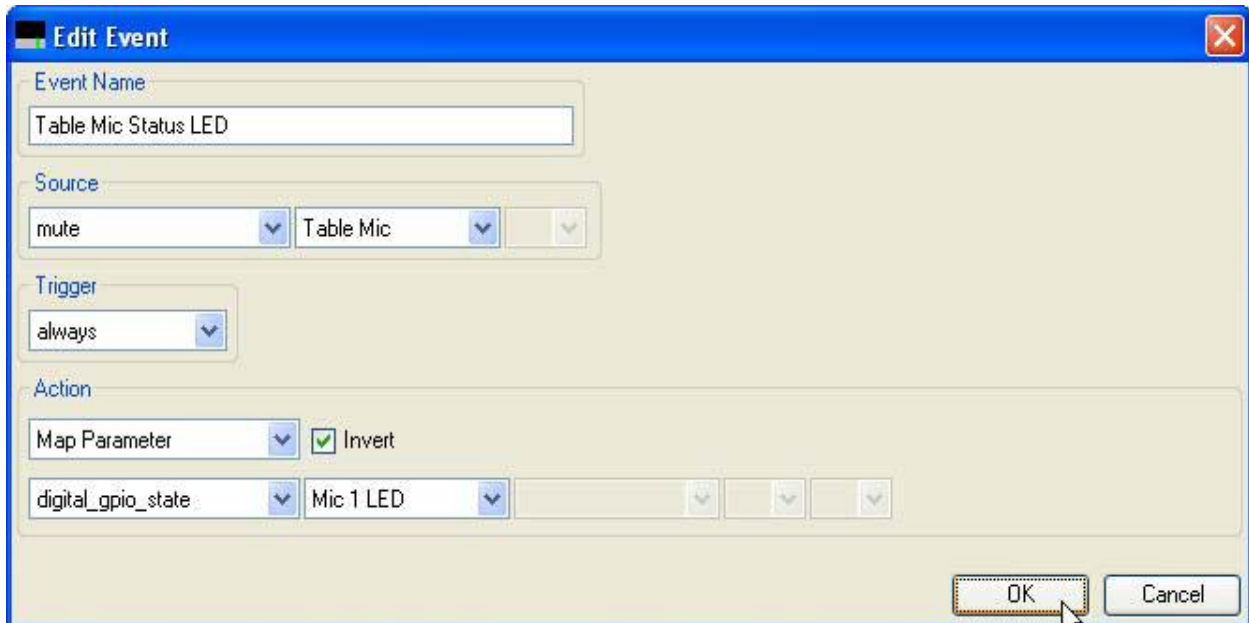 Edit Event
Event Name
Table Mic Status LED
Source
mute Table Mic
Trigger
always
Action
Map Parameter Invert
digital_gpio_state Mic 1 LED
OK Cancel